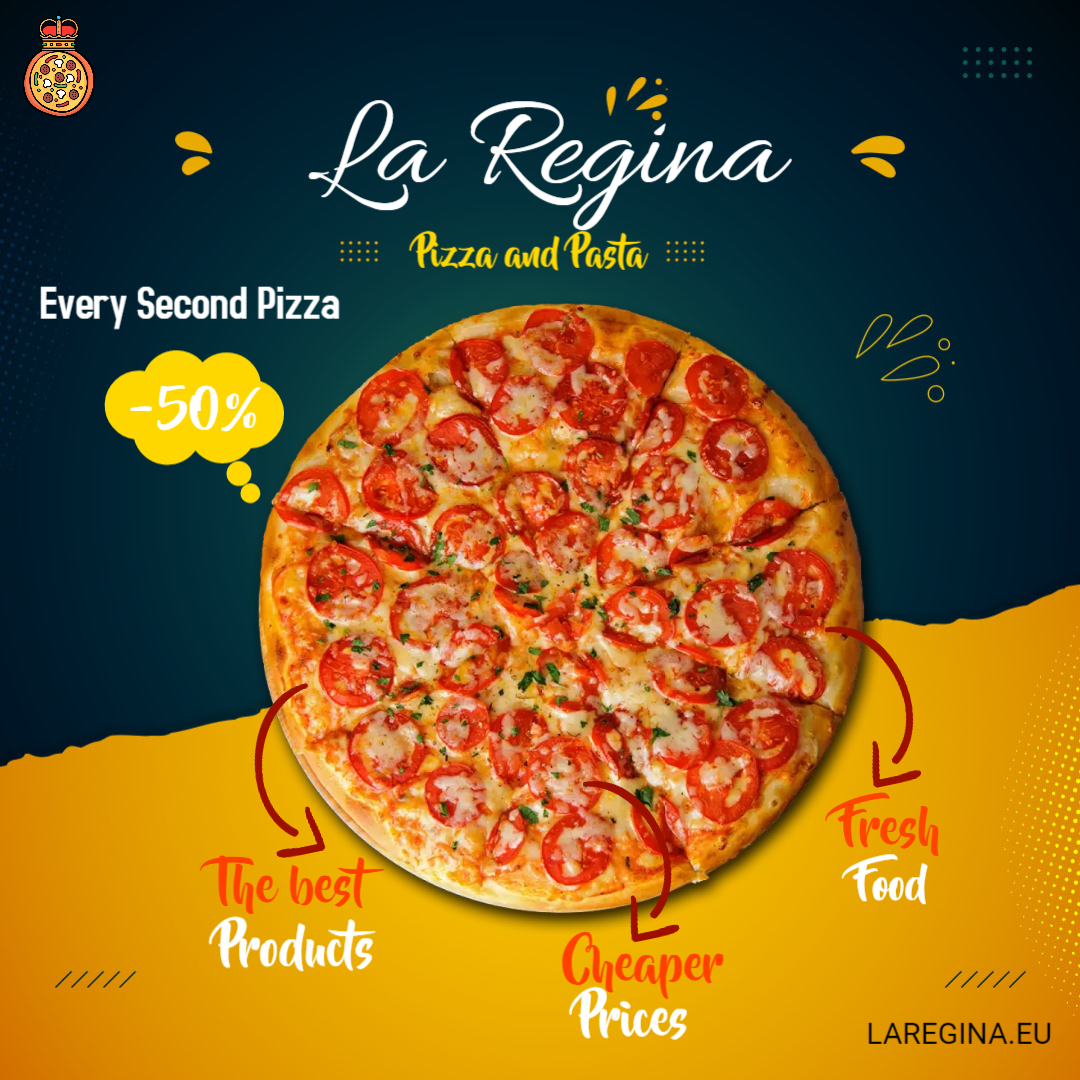 La Regina
Pizza and Pasta
Every Second Pizza
-50%
Fresh
Food
The best
Products
Cheaper
Prices
LAREGINA.EU